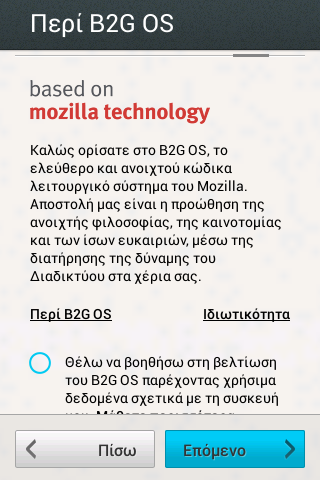 Περί B2G OS
based on
mozilla technology
Καλώς ορίσατε στο B2G OS, το
ελεύθερο και ανοιχτού κώδικα
λειτουργικό σύστημα του Mozilla.
Αποστολή μας είναι η προώθηση της
ανοιχτής φιλοσοφίας, της καινοτομίας
και των ίσων ευκαιριών, μέσω της
διατήρησης της δύναμης του
Διαδικτύου στα χέρια σας.
Περί B2G OS Ιδιωτικότητα
Θέλω να βοηθήσω στη βελτίωση
του B2G OS παρέχοντας χρήσιμα
δεδομένα σχετικά με τη συσκευή
μου. Μάθετε περισσότερα
Πίσω Επόμενο